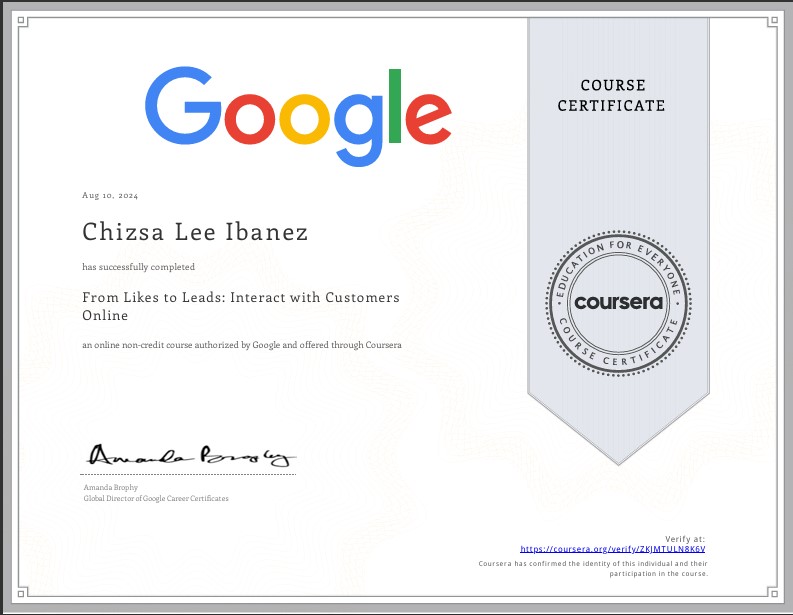 Google
COURSE
CERTIFICATE
Aug 10, 2024
Chizsa Lee Ibanez
has successfully completed
From Likes to Leads: Interact with Customers
Online
an online non-credit course authorized by Google and offered through Coursera
EDUCATION FOR EVERYONE
coursera
COURSE CERTIFICATE
Amanda Brophy
Amanda Brophy
Global Director of Google Career Certificates
Verify at:
https://coursera.org/verify/ZKJMTULN8K6V
Coursera has confirmed the identity of this individual and their
participation in the course.